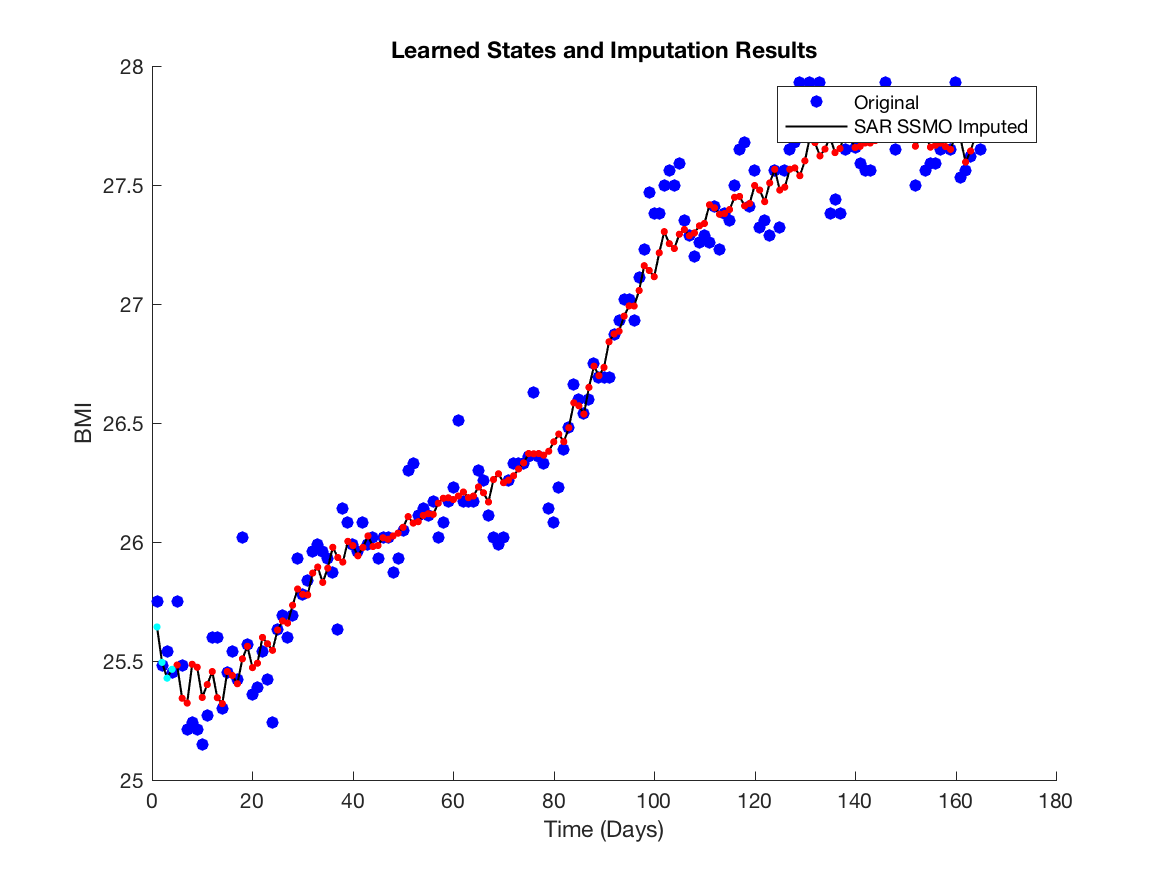 Learned States and Imputation Results
28
27.5
27
26.5
26
25.5
25
BMI
Original
SAR SSMO Imputed
0 20 40 60 80 100 120 140 160 180
Time (Days)